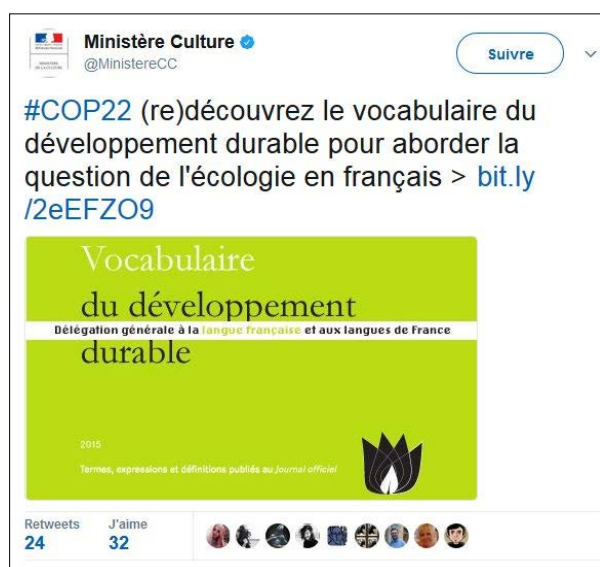 Ministère Culture
@MinistereCC
Suivre
#COP22 (re)découvrez le vocabulaire du
développement durable pour aborder la
question de l'écologie en français > bit.ly
/2eEFZO9
Vocabulaire
du développement
Délégation générale à la langue française et aux langues de France
durable
2015
Termes, expressions et définitions publiés au Journal officiel
Retweets
J'aime
24
32